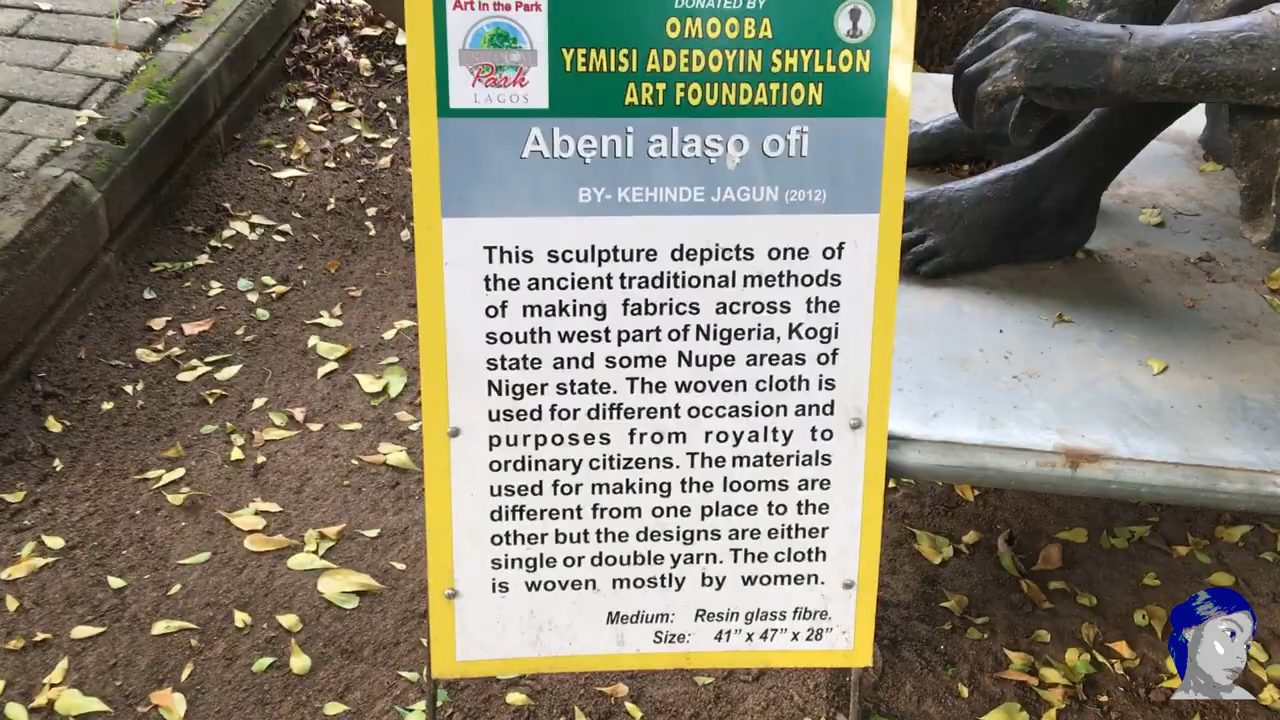 Art in the Park
Park
LAGOS
DONATED BY
OMOOBA
YEMISI ADEDOYIN SHYLLON
ART FOUNDATION
Abẹni alaṣọ ofi
BY- KEHINDE JAGUN (2012)
This sculpture depicts one of
the ancient traditional methods
of making fabrics across the
south west part of Nigeria, Kogi
state and some Nupe areas of
Niger state. The woven cloth is
used for different occasion and
purposes from royalty to
ordinary citizens. The materials
used for making the looms are
different from one place to the
other but the designs are either
single or double yarn. The cloth
is woven mostly by women.
Medium: Resin glass fibre.
Size: 41” x 47” x 28”